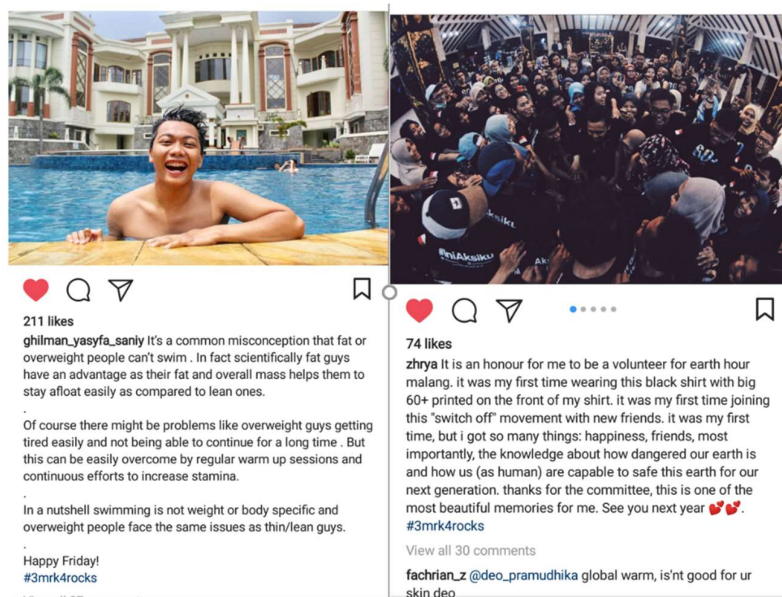 211 likes
ghilman_yasyfa_saniy It's a common misconception that fat or
overweight people can't swim . In fact scientifically fat guys
have an advantage as their fat and overall mass helps them to
stay afloat easily as compared to lean ones.
.
Of course there might be problems like overweight guys getting
tired easily and not being able to continue for a long time . But
this can be easily overcome by regular warm up sessions and
continuous efforts to increase stamina.
.
In a nutshell swimming is not weight or body specific and
overweight people face the same issues as thin/lean guys.
.
Happy Friday!
#3mrk4rocks
#IniAksiku
74 likes
zhrya It is an honour for me to be a volunteer for earth hour
malang. it was my first time wearing this black shirt with big
60+ printed on the front of my shirt. it was my first time joining
this "switch off" movement with new friends. it was my first
time, but i got so many things: happiness, friends, most
importantly, the knowledge about how dangered our earth is
and how us (as human) are capable to safe this earth for our
next generation. thanks for the committee, this is one of the
most beautiful memories for me. See you next year 💕💕.
#3mrk4rocks
View all 30 comments
fachrian_z @deo_pramudhika global warm, is'nt good for ur
skin deo